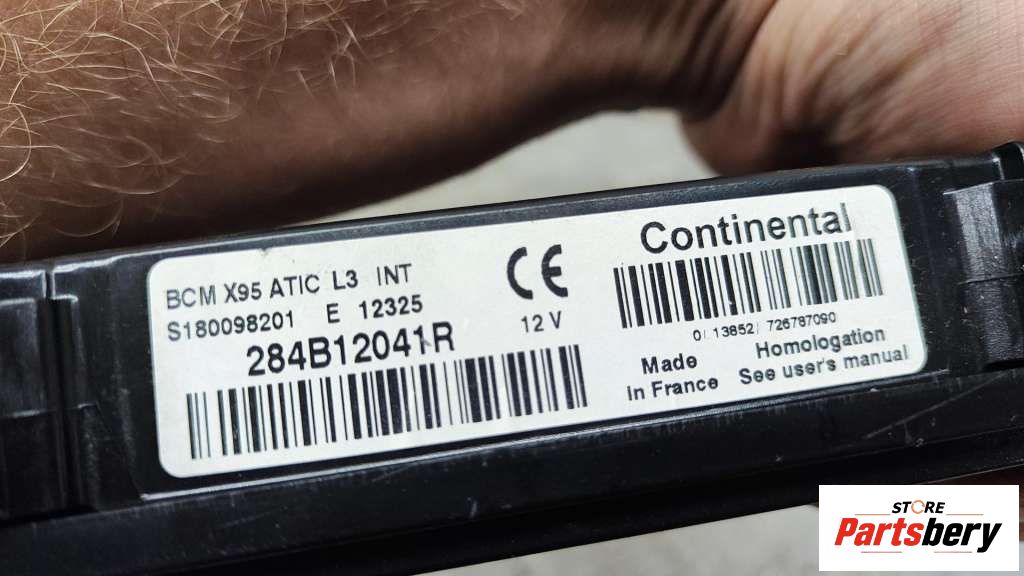 BCM X95 ATIC L3 INT
S180098201 E 12325
284B12041R
CE
12 V
Continental
13852 726787090
Made
in France
Homologation
See user's manual
STORE
Partsbery